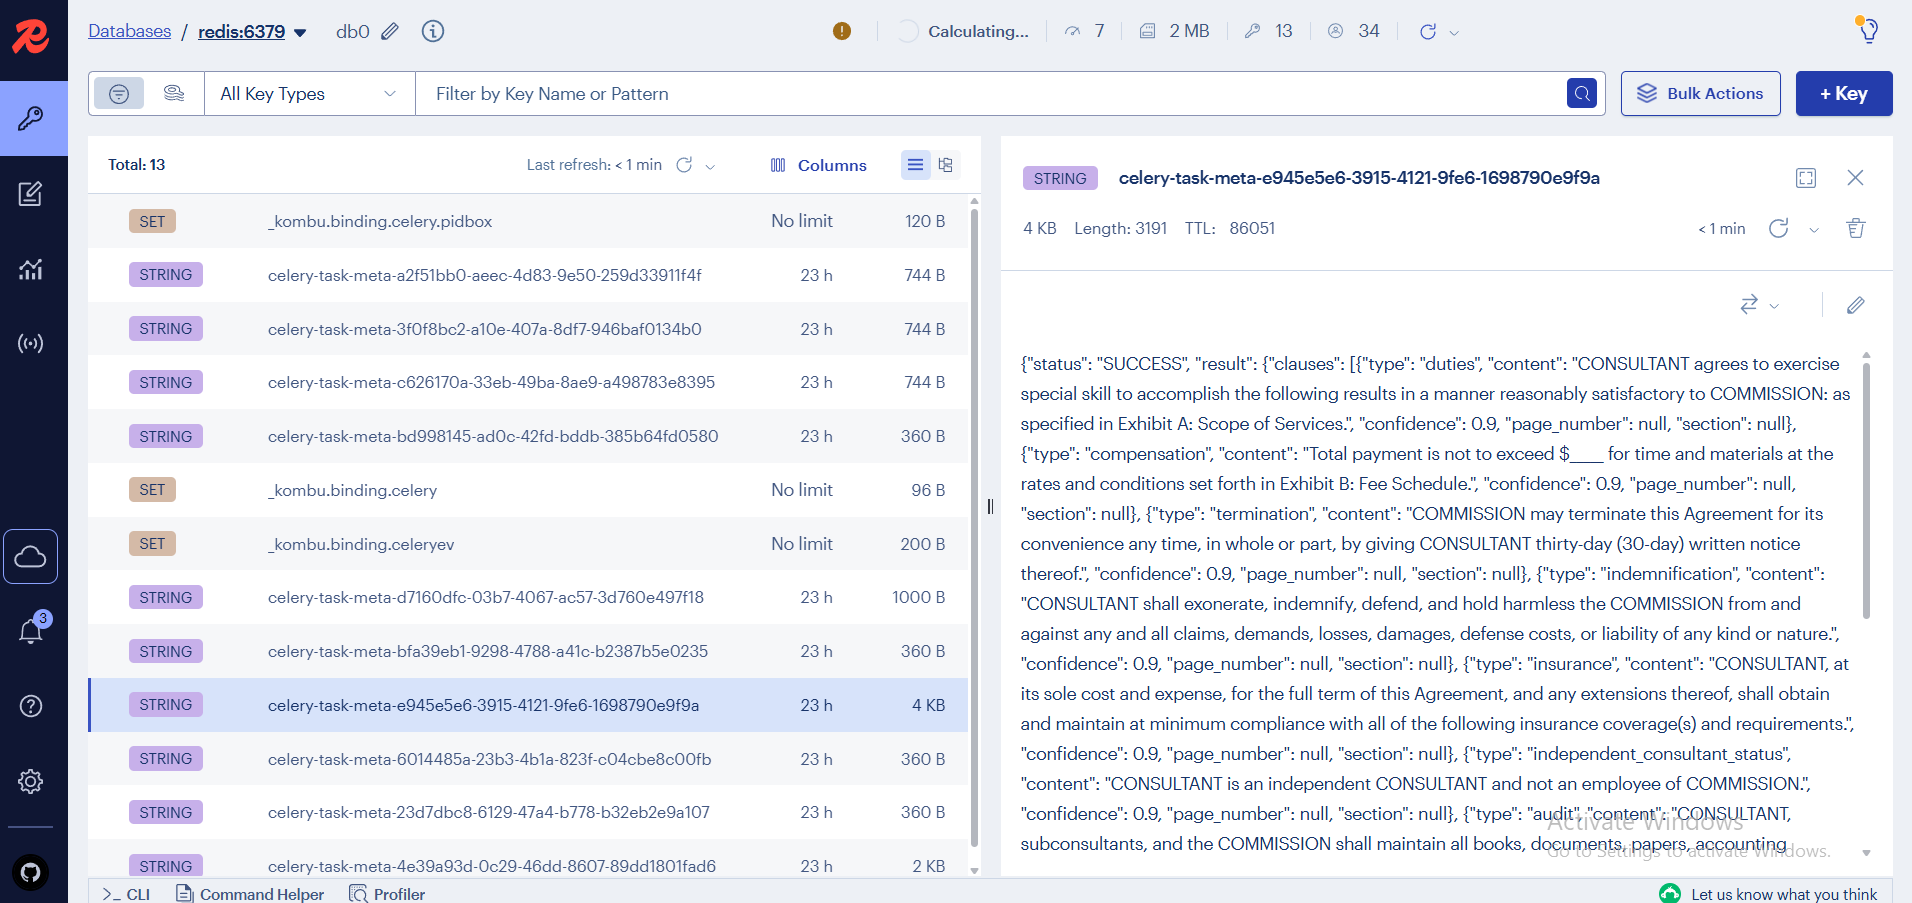 Databases / redis:6379 db0
Calculating... 7 2 MB 13 34
All Key Types Filter by Key Name or Pattern Bulk Actions + Key
Total: 13 Last refresh: < 1 min Columns
SET _kombu.binding.celery.pidbox No limit 120 B
STRING celery-task-meta-a2f51bb0-aeec-4d83-9e50-259d33911f4f 23 h 744 B
STRING celery-task-meta-3f0f8bc2-a10e-407a-8df7-946baf0134b0 23 h 744 B
STRING celery-task-meta-c626170a-33eb-49ba-8ae9-a498783e8395 23 h 744 B
STRING celery-task-meta-bd998145-ad0c-42fd-bddb-385b64fd0580 23 h 360 B
SET _kombu.binding.celery No limit 96 B
SET _kombu.binding.celeryev No limit 200 B
STRING celery-task-meta-d7160dfc-03b7-4067-ac57-3d760e497f18 23 h 1000 B
STRING celery-task-meta-bfa39eb1-9298-4788-a41c-b2387b5e0235 23 h 360 B
STRING celery-task-meta-e945e5e6-3915-4121-9fe6-1698790e9f9a 23 h 4 KB
STRING celery-task-meta-6014485a-23b3-4b1a-823f-c04cbe8c00fb 23 h 360 B
STRING celery-task-meta-23d7dbc8-6129-47a4-b778-b32eb2e9a107 23 h 360 B
STRING celery-task-meta-4e39a93d-0c29-46dd-8607-89dd1801fad6 23 h 2 KB
STRING celery-task-meta-e945e5e6-3915-4121-9fe6-1698790e9f9a
4 KB Length: 3191 TTL: 86051 < 1 min
{"status": "SUCCESS", "result": {"clauses": [{"type": "duties", "content": "CONSULTANT agrees to exercise
special skill to accomplish the following results in a manner reasonably satisfactory to COMMISSION: as
specified in Exhibit A: Scope of Services.", "confidence": 0.9, "page_number": null, "section": null},
{"type": "compensation", "content": "Total payment is not to exceed $____ for time and materials at the
rates and conditions set forth in Exhibit B: Fee Schedule.", "confidence": 0.9, "page_number": null,
"section": null}, {"type": "termination", "content": "COMMISSION may terminate this Agreement for its
convenience any time, in whole or part, by giving CONSULTANT thirty-day (30-day) written notice
thereof.", "confidence": 0.9, "page_number": null, "section": null}, {"type": "indemnification", "content":
"CONSULTANT shall exonerate, indemnify, defend, and hold harmless the COMMISSION from and
against any and all claims, demands, losses, damages, defense costs, or liability of any kind or nature.",
"confidence": 0.9, "page_number": null, "section": null}, {"type": "insurance", "content": "CONSULTANT, at
its sole cost and expense, for the full term of this Agreement, and any extensions thereof, shall obtain
and maintain at minimum compliance with all of the following insurance coverage(s) and requirements.",
"confidence": 0.9, "page_number": null, "section": null}, {"type": "independent_consultant_status",
"content": "CONSULTANT is an independent CONSULTANT and not an employee of COMMISSION.",
"confidence": 0.9, "page_number": null, "section": null}, {"type": "audit", "content": "CONSULTANT,
subconsultants, and the COMMISSION shall maintain all books, documents, papers, accounting
Activate Windows
Go to Settings to activate Windows.
3
>_ CLI Command Helper Profiler Let us know what you think